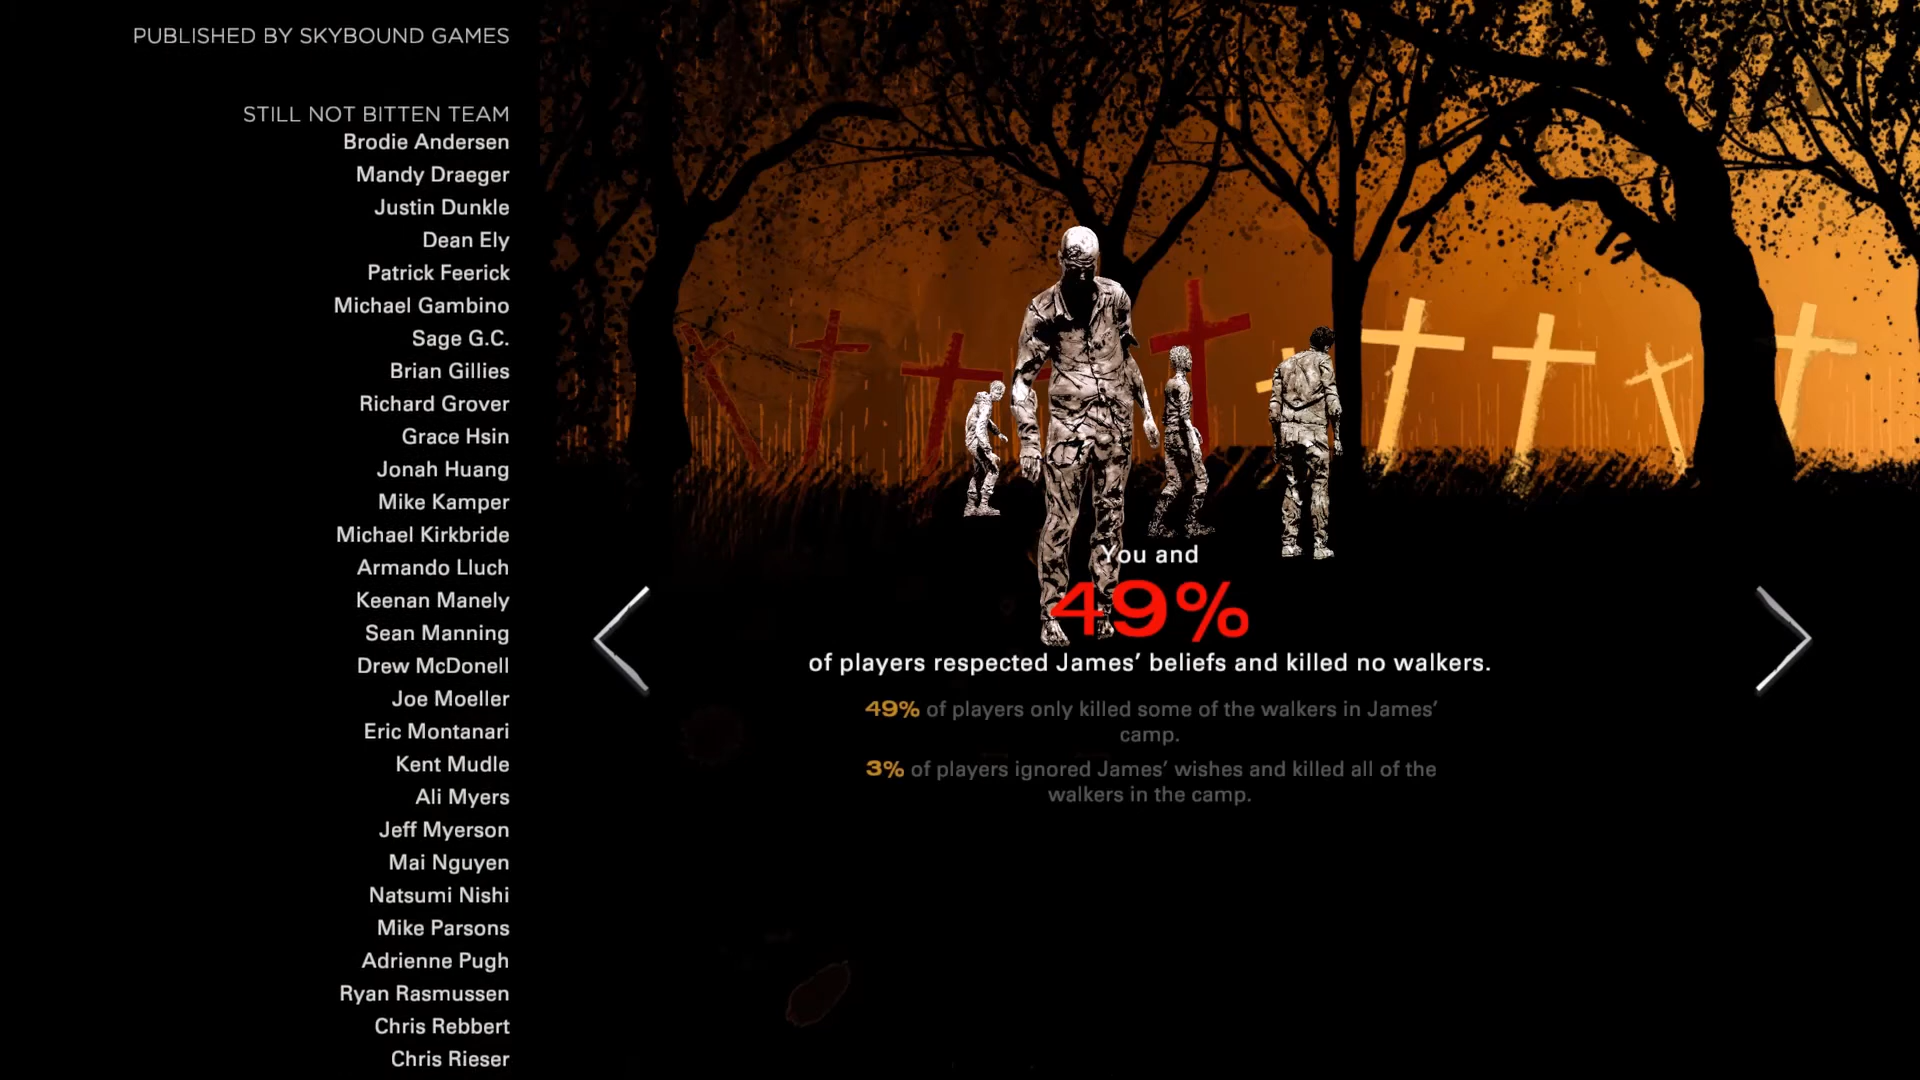 PUBLISHED BY SKYBOUND GAMES
STILL NOT BITTEN TEAM
Brodie Andersen
Mandy Draeger
Justin Dunkle
Dean Ely
Patrick Feerick
Michael Gambino
Sage G.C.
Brian Gillies
Richard Grover
Grace Hsin
Jonah Huang
Mike Kamper
Michael Kirkbride
Armando Lluch
Keenan Manely
Sean Manning
Drew McDonell
Joe Moeller
Eric Montanari
Kent Mudle
Ali Myers
Jeff Myerson
Mai Nguyen
Natsumi Nishi
Mike Parsons
Adrienne Pugh
Ryan Rasmussen
Chris Rebbert
Chris Rieser
You and
49%
of players respected James’ beliefs and killed no walkers.
49% of players only killed some of the walkers in James’
camp.
3% of players ignored James’ wishes and killed all of the
walkers in the camp.